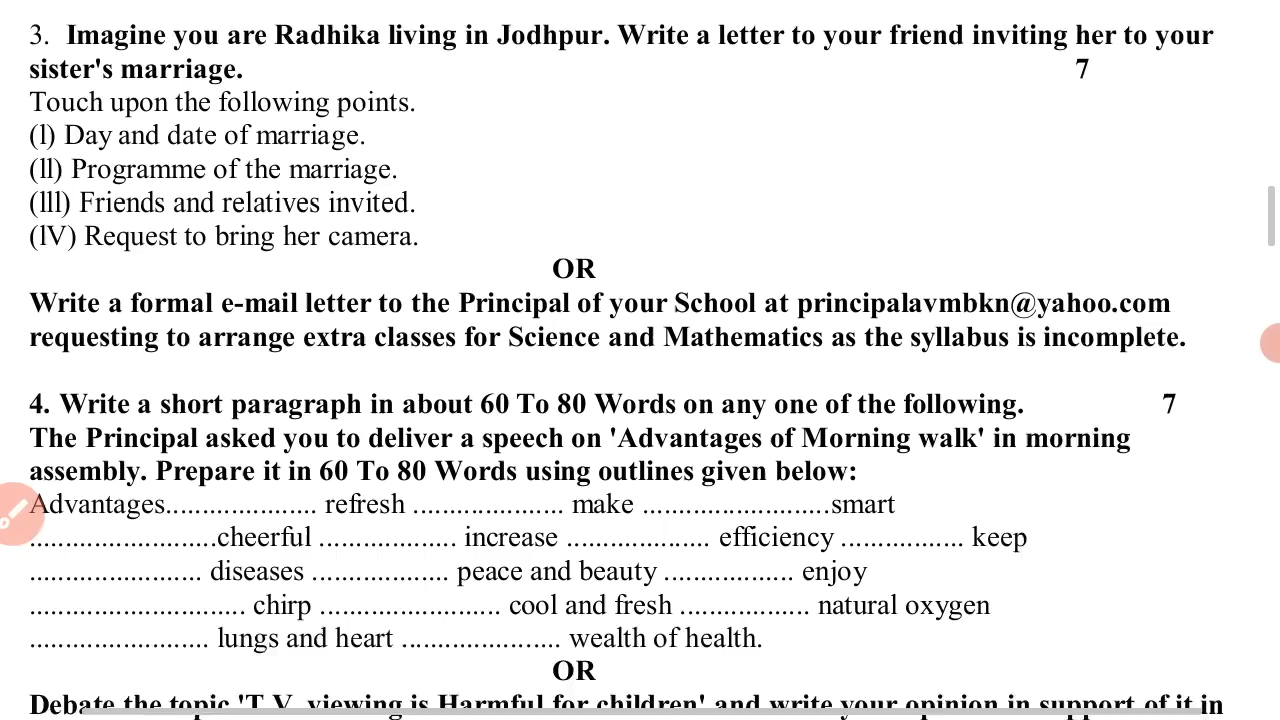 3. Imagine you are Radhika living in Jodhpur. Write a letter to your friend inviting her to your
sister's marriage. 7
Touch upon the following points.
(l) Day and date of marriage.
(ll) Programme of the marriage.
(lll) Friends and relatives invited.
(lV) Request to bring her camera.
OR
Write a formal e-mail letter to the Principal of your School at principalavmbkn@yahoo.com
requesting to arrange extra classes for Science and Mathematics as the syllabus is incomplete.
4. Write a short paragraph in about 60 To 80 Words on any one of the following. 7
The Principal asked you to deliver a speech on 'Advantages of Morning walk' in morning
assembly. Prepare it in 60 To 80 Words using outlines given below:
Advantages..................... refresh ..................... make ..........................smart
..........................cheerful ................... increase .................... efficiency ................. keep
........................ diseases ................... peace and beauty .................. enjoy
.............................. chirp ......................... cool and fresh .................. natural oxygen
......................... lungs and heart ...................... wealth of health.
OR
Debate the topic 'T.V. viewing is Harmful for children' and write your opinion in support of it in